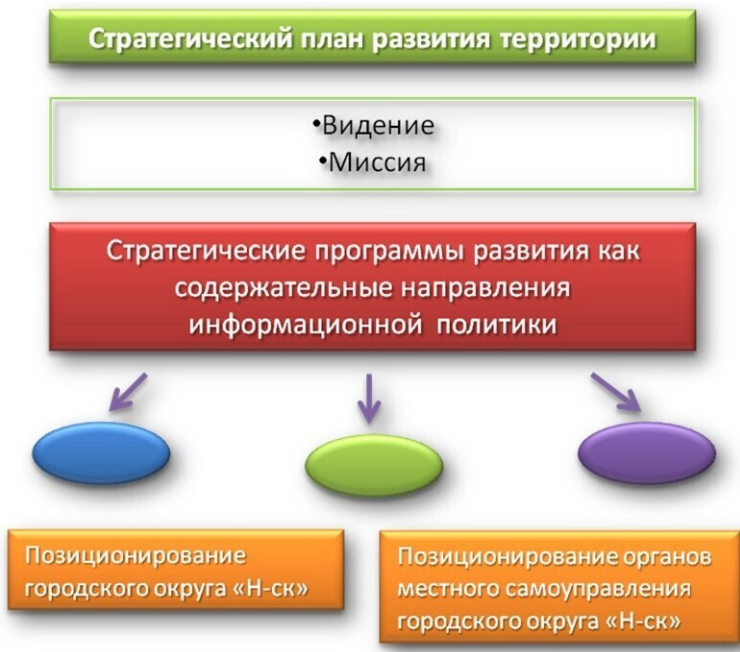 Стратегический план развития территории
•Видение
•Миссия
Стратегические программы развития как
содержательные направления
информационной политики
Позиционирование
городского округа «Н-ск»
Позиционирование органов
местного самоуправления
городского округа «Н-ск»